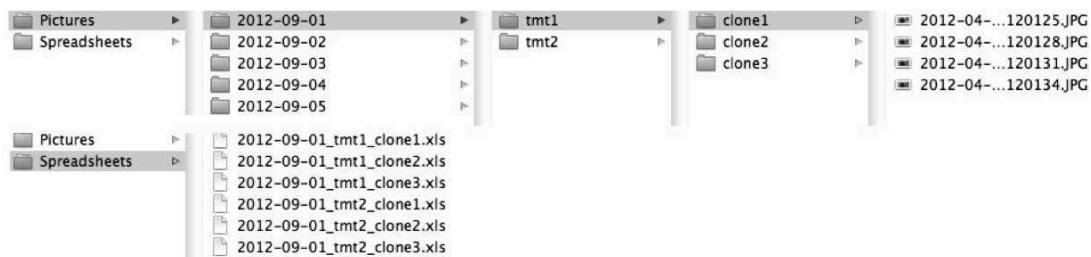 Pictures 2012-09-01 tmt1 clone1 2012-04-...120125.JPG
Spreadsheets 2012-09-02 tmt2 clone2 2012-04-...120128.JPG
2012-09-03 clone3 2012-04-...120131.JPG
2012-09-04 2012-04-...120134.JPG
2012-09-05
Pictures 2012-09-01_tmt1_clone1.xls
Spreadsheets 2012-09-01_tmt1_clone2.xls
2012-09-01_tmt1_clone3.xls
2012-09-01_tmt2_clone1.xls
2012-09-01_tmt2_clone2.xls
2012-09-01_tmt2_clone3.xls